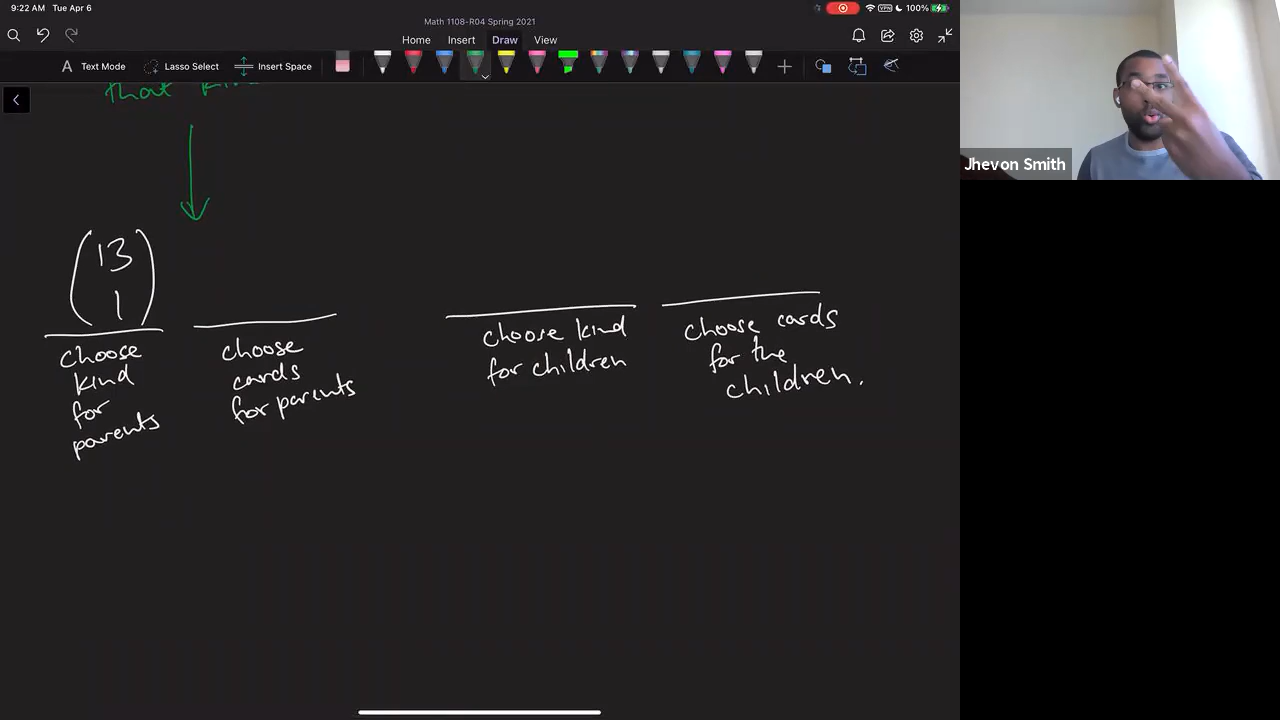 9:22 AM Tue Apr 6
100%
Math 1108-R04 Spring 2021
Home Insert Draw View
Text Mode Lasso Select Insert Space
that
13
1
choose
kind
for
parents
choose
cards
for parents
choose kind
for children
choose cards
for the
children.
Jhevon Smith